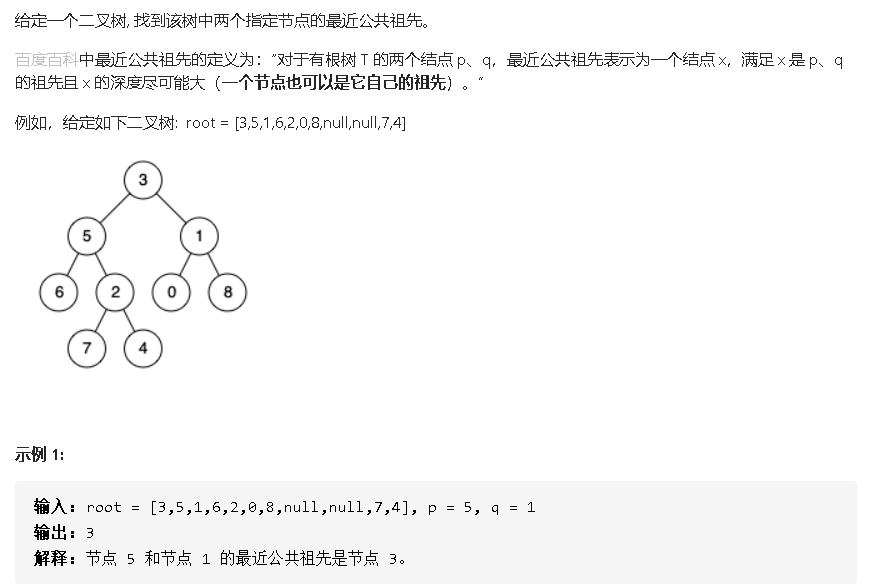 给定一个二叉树, 找到该树中两个指定节点的最近公共祖先。
百度百科中最近公共祖先的定义为：“对于有根树 T 的两个结点 p、q，最近公共祖先表示为一个结点 x，满足 x 是 p、q
的祖先且 x 的深度尽可能大（一个节点也可以是它自己的祖先）。”
例如，给定如下二叉树:  root = [3,5,1,6,2,0,8,null,null,7,4]
3
5 1
6 2 0 8
7 4
示例 1:
输入: root = [3,5,1,6,2,0,8,null,null,7,4], p = 5, q = 1
输出: 3
解释: 节点 5 和节点 1 的最近公共祖先是节点 3。